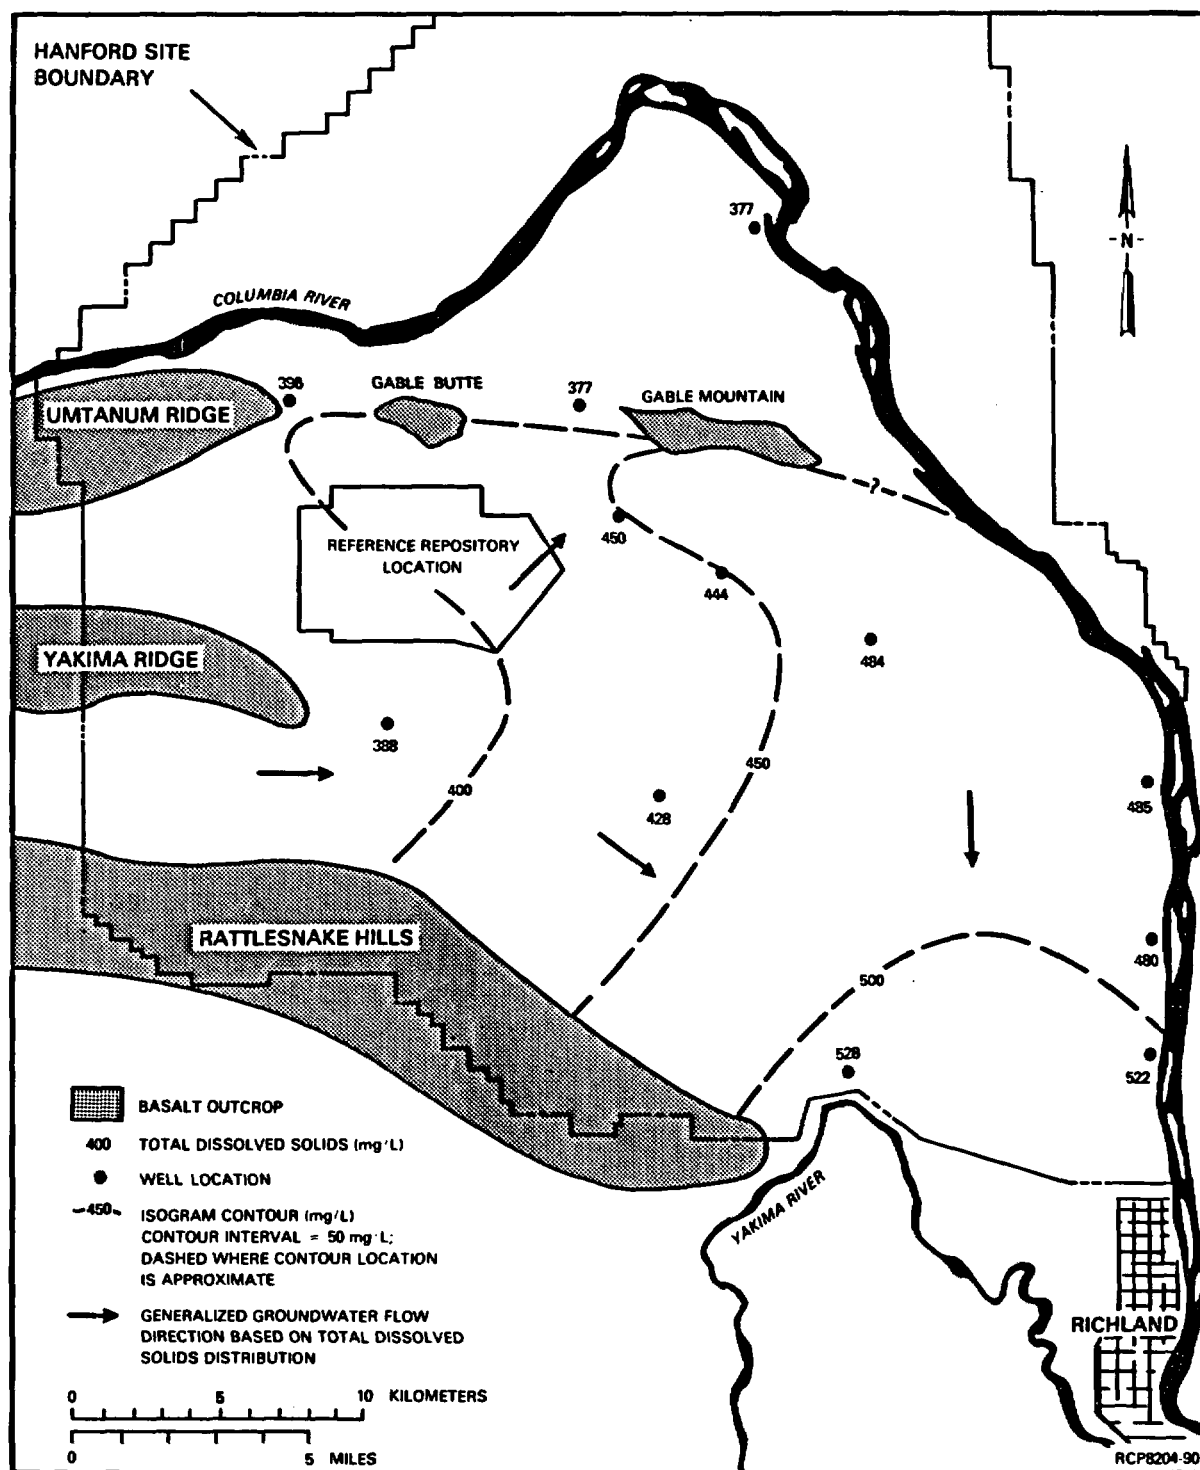 HANFORD SITE
BOUNDARY
377
-N-
COLUMBIA RIVER
398
GABLE BUTTE
377
GABLE MOUNTAIN
UMTANUM RIDGE
?
REFERENCE REPOSITORY
LOCATION
450
444
484
YAKIMA RIDGE
388
400
428
450
485
RATTLESNAKE HILLS
480
500
528
522
BASALT OUTCROP
400 TOTAL DISSOLVED SOLIDS (mg/L)
WELL LOCATION
450 ISOGRAM CONTOUR (mg/L)
CONTOUR INTERVAL = 50 mg/L;
DASHED WHERE CONTOUR LOCATION
IS APPROXIMATE
GENERALIZED GROUNDWATER FLOW
DIRECTION BASED ON TOTAL DISSOLVED
SOLIDS DISTRIBUTION
YAKIMA RIVER
RICHLAND
0 5 10 KILOMETERS
0 5 MILES
RCP8204-90